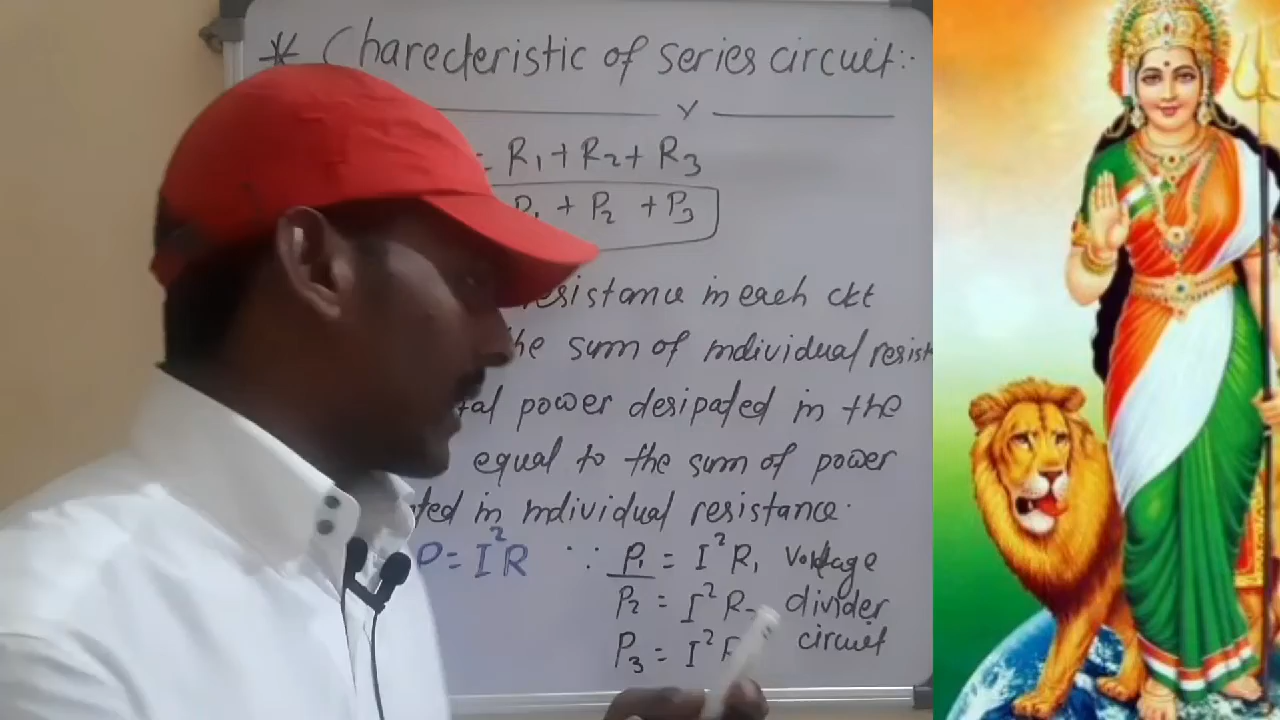 * Charecteristic of series circuit:-
= R1 + R2 + R3
P1 + P2 + P3
resistance in each ckt
the sum of individual resist
power desipated in the
equal to the sum of power
in individual resistance.
P = I²R ∵ P1 = I²R1 Voltage
P2 = I²R2 divider
P3 = I²R circuit